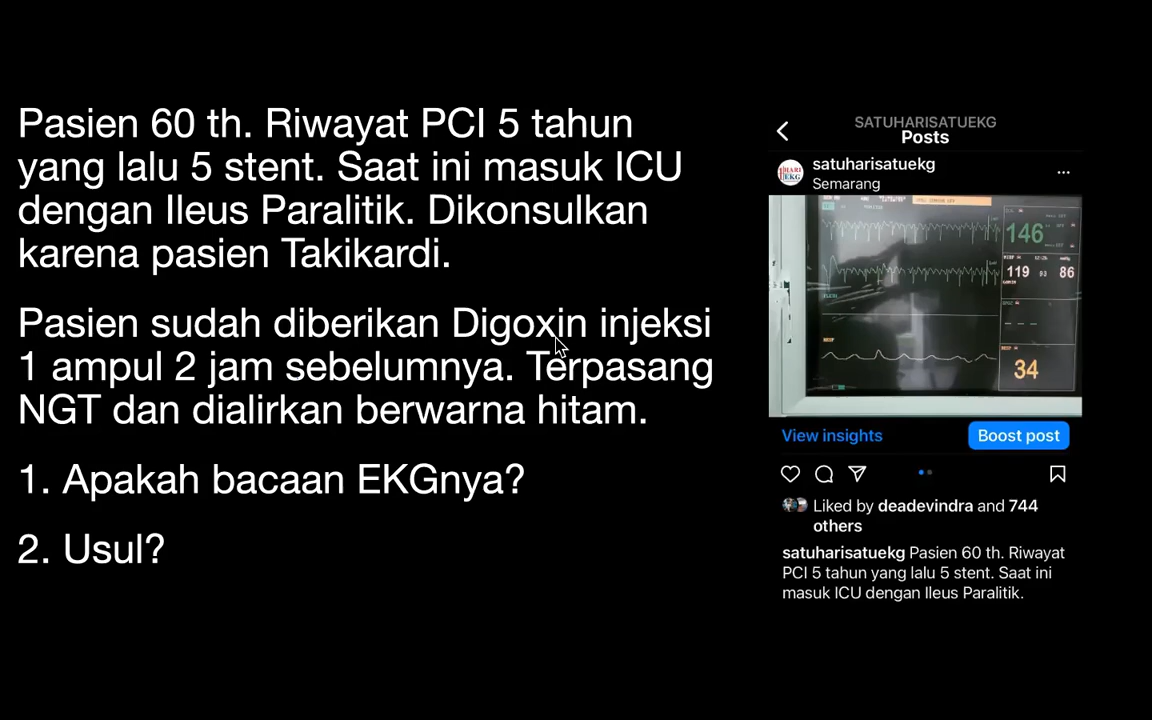 Pasien 60 th. Riwayat PCI 5 tahun
yang lalu 5 stent. Saat ini masuk ICU
dengan Ileus Paralitik. Dikonsulkan
karena pasien Takikardi.
Pasien sudah diberikan Digoxin injeksi
1 ampul 2 jam sebelumnya. Terpasang
NGT dan dialirkan berwarna hitam.
1. Apakah bacaan EKGnya?
2. Usul?
SATUHARISATUEKG
Posts
satuharisatuekg
Semarang
146
119 93 86
34
View insights
Boost post
Liked by deadevindra and 744
others
satuharisatuekg Pasien 60 th. Riwayat
PCI 5 tahun yang lalu 5 stent. Saat ini
masuk ICU dengan Ileus Paralitik.